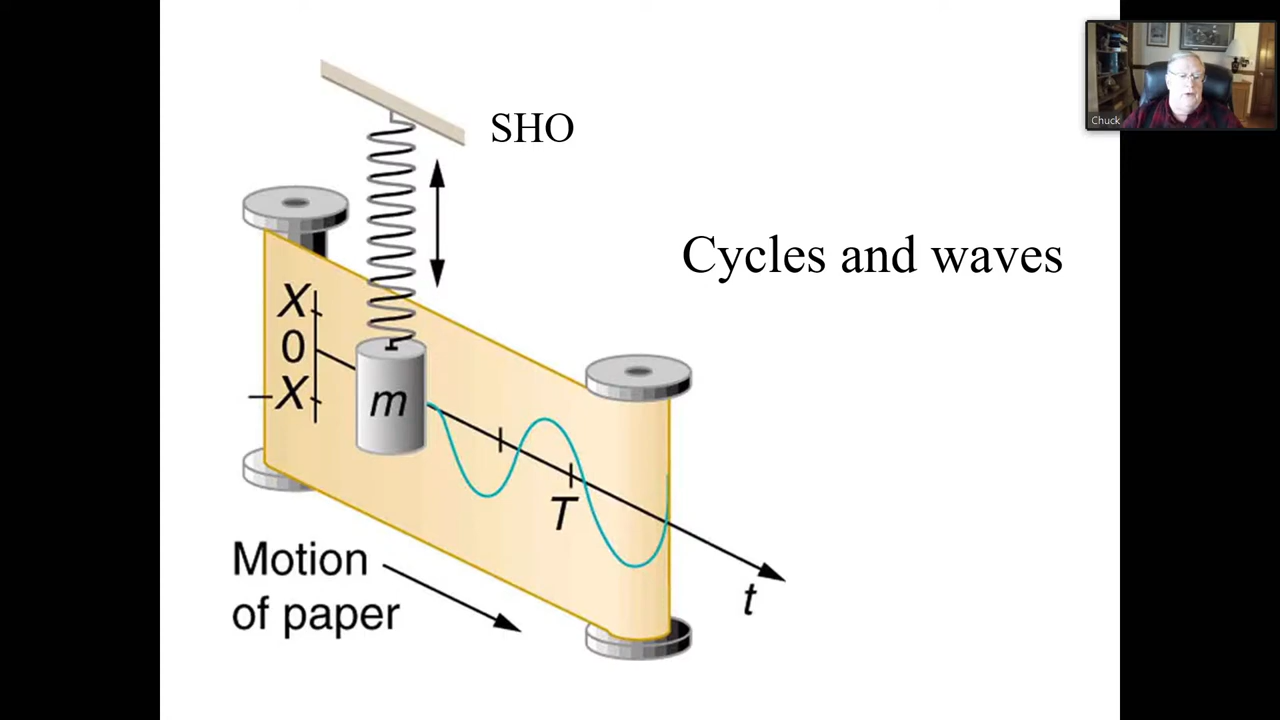 SHO
Chuck
Cycles and waves
X
0
–X
m
T
t
Motion
of paper